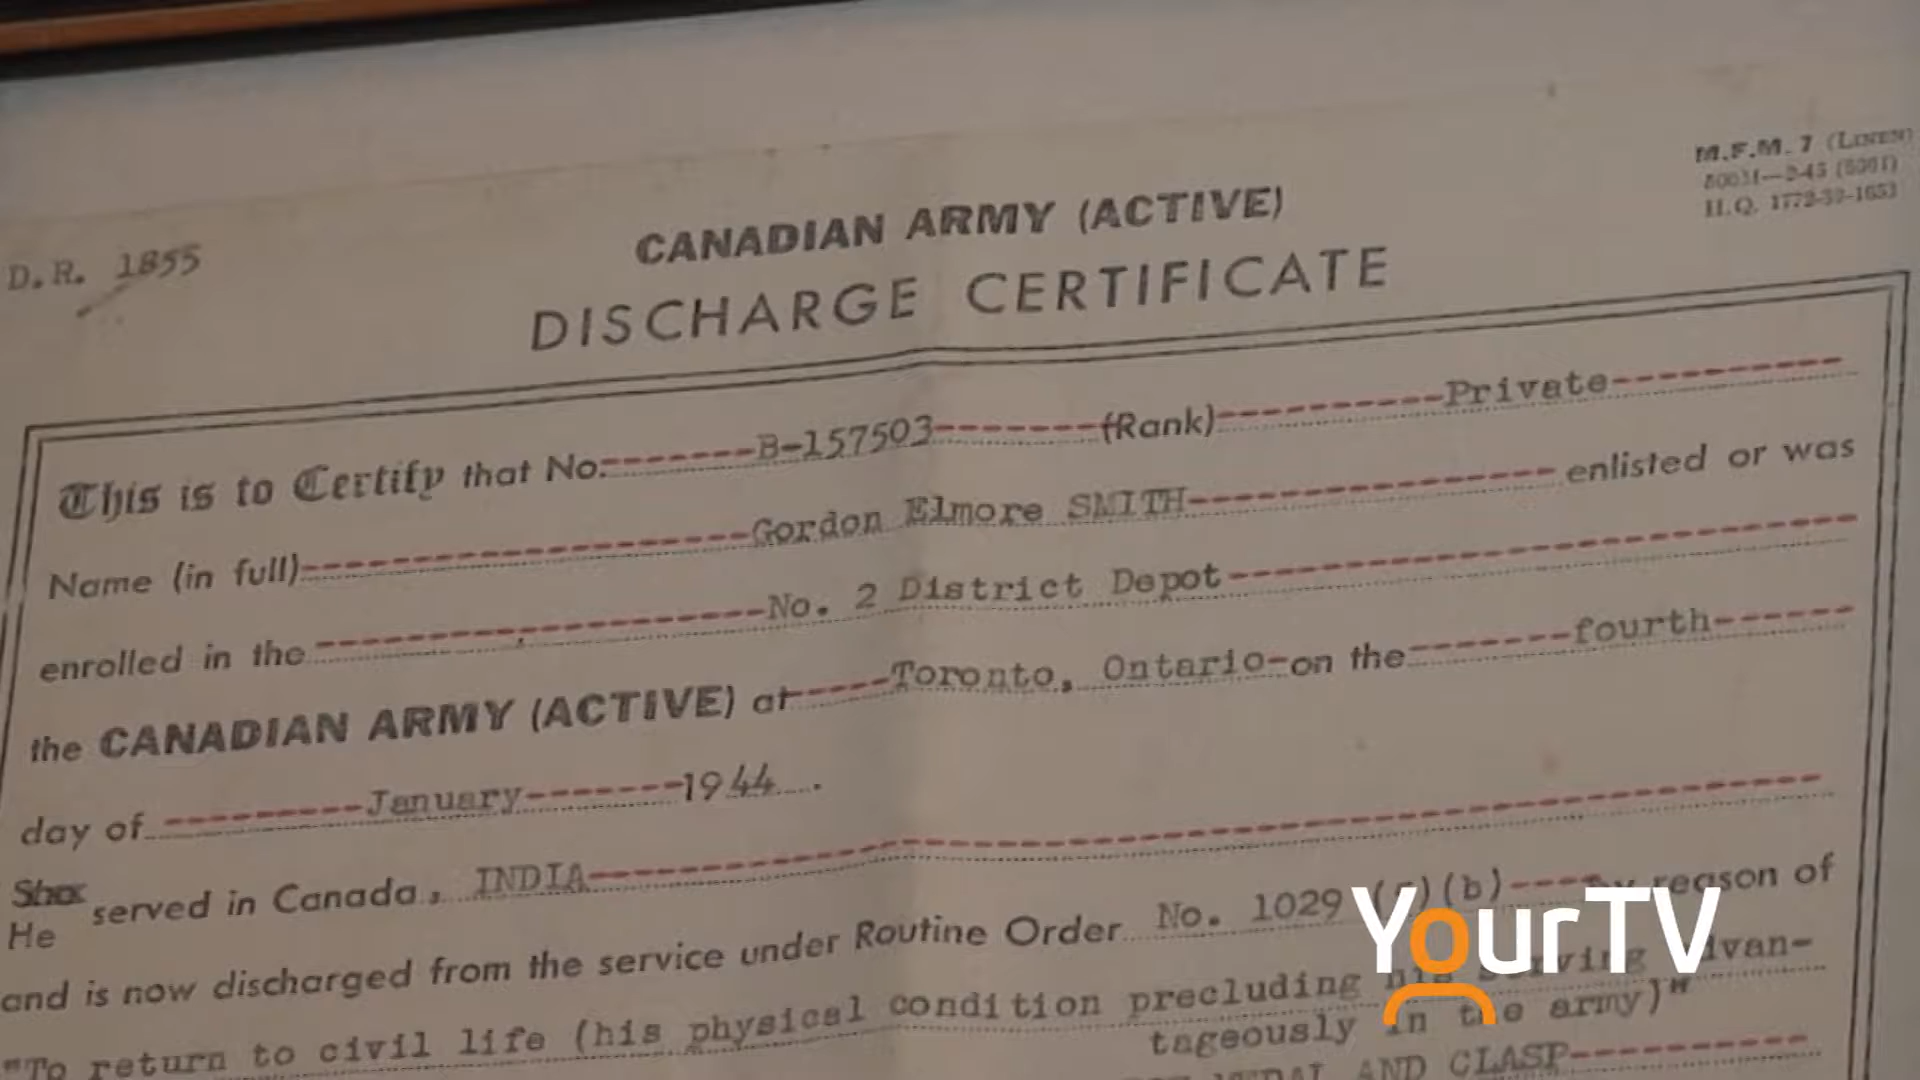 M.F.M. 7 (Linen)
H.Q. 1772-39-1653
D.R. 1855
CANADIAN ARMY (ACTIVE)
DISCHARGE CERTIFICATE
This is to Certify that No. B-157503 (Rank) Private
Name (in full) Gordon Elmore SMITH enlisted or was
enrolled in the No. 2 District Depot
the CANADIAN ARMY (ACTIVE) at Toronto, Ontario on the fourth
day of January 1944.
She
He served in Canada, INDIA
and is now discharged from the service under Routine Order No. 1029 (b) reason of
"To return to civil life (his physical condition precluding his serving advan-
tageously in the army)"
AND CLASP
YourTV